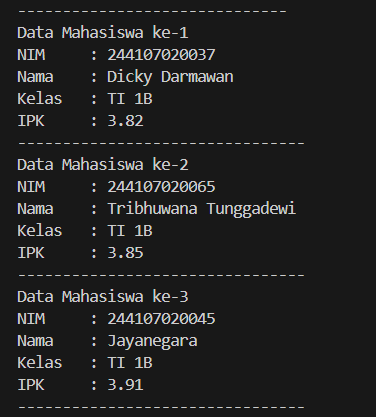 ------------------------------
Data Mahasiswa ke-1
NIM     : 244107020037
Nama    : Dicky Darmawan
Kelas   : TI 1B
IPK     : 3.82
--------------------------------
Data Mahasiswa ke-2
NIM     : 244107020065
Nama    : Tribhuwana Tunggadewi
Kelas   : TI 1B
IPK     : 3.85
--------------------------------
Data Mahasiswa ke-3
NIM     : 244107020045
Nama    : Jayanegara
Kelas   : TI 1B
IPK     : 3.91
--------------------------------